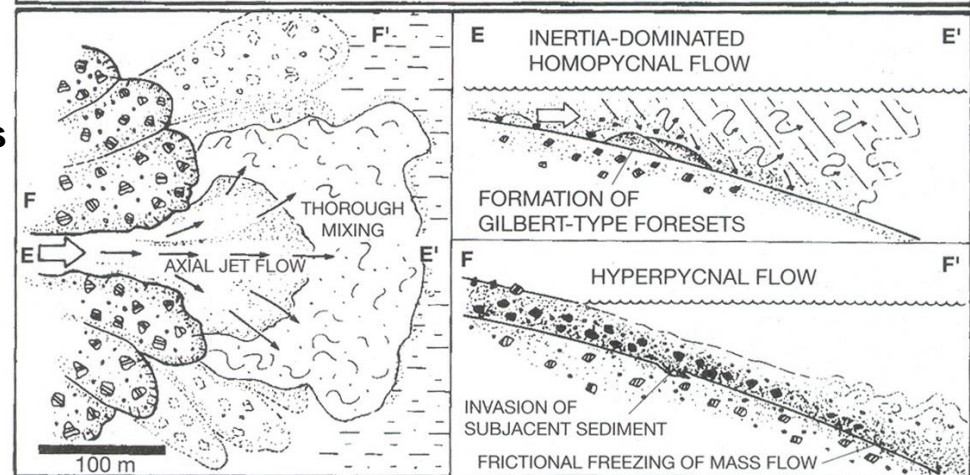 s
F'
F
THOROUGH
MIXING
E
AXIAL JET FLOW
E'
100 m
E
INERTIA-DOMINATED
HOMOPYCNAL FLOW
E'
FORMATION OF
GILBERT-TYPE FORESETS
F
HYPERPYCNAL FLOW
F'
INVASION OF
SUBJACENT SEDIMENT
FRICTIONAL FREEZING OF MASS FLOW